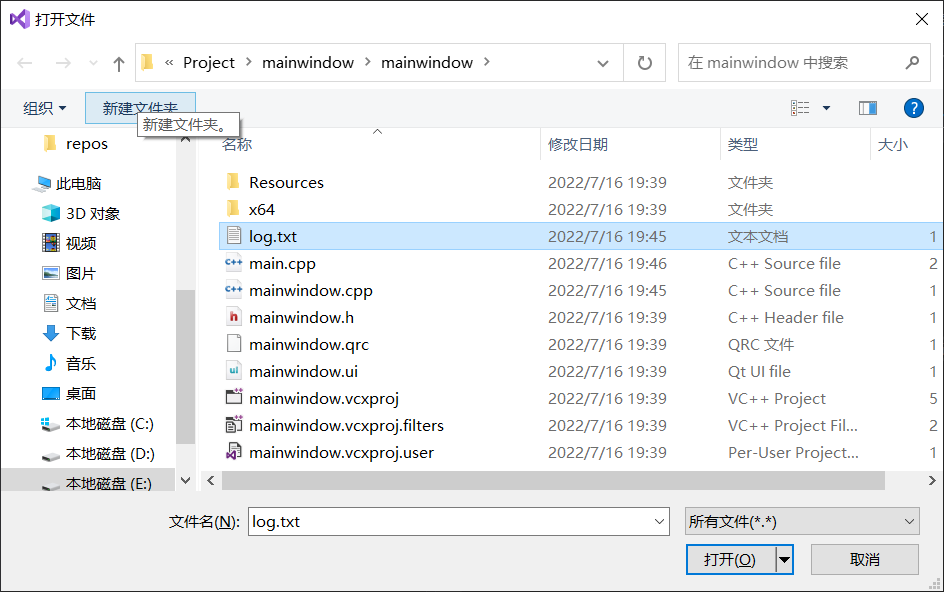 打开文件
« Project › mainwindow › mainwindow ›
在 mainwindow 中搜索
组织
新建文件夹
新建文件夹。
repos
此电脑
3D 对象
视频
图片
文档
下载
音乐
桌面
本地磁盘 (C:)
本地磁盘 (D:)
本地磁盘 (E:)
名称 修改日期 类型 大小
Resources 2022/7/16 19:39 文件夹
x64 2022/7/16 19:39 文件夹
log.txt 2022/7/16 19:45 文本文档 1
main.cpp 2022/7/16 19:46 C++ Source file 2
mainwindow.cpp 2022/7/16 19:45 C++ Source file 1
mainwindow.h 2022/7/16 19:39 C++ Header file 1
mainwindow.qrc 2022/7/16 19:39 QRC 文件 1
mainwindow.ui 2022/7/16 19:39 Qt UI file 1
mainwindow.vcxproj 2022/7/16 19:39 VC++ Project 5
mainwindow.vcxproj.filters 2022/7/16 19:39 VC++ Project Fil... 2
mainwindow.vcxproj.user 2022/7/16 19:39 Per-User Project... 1
文件名(N): log.txt
所有文件(*.*)
打开(O)
取消